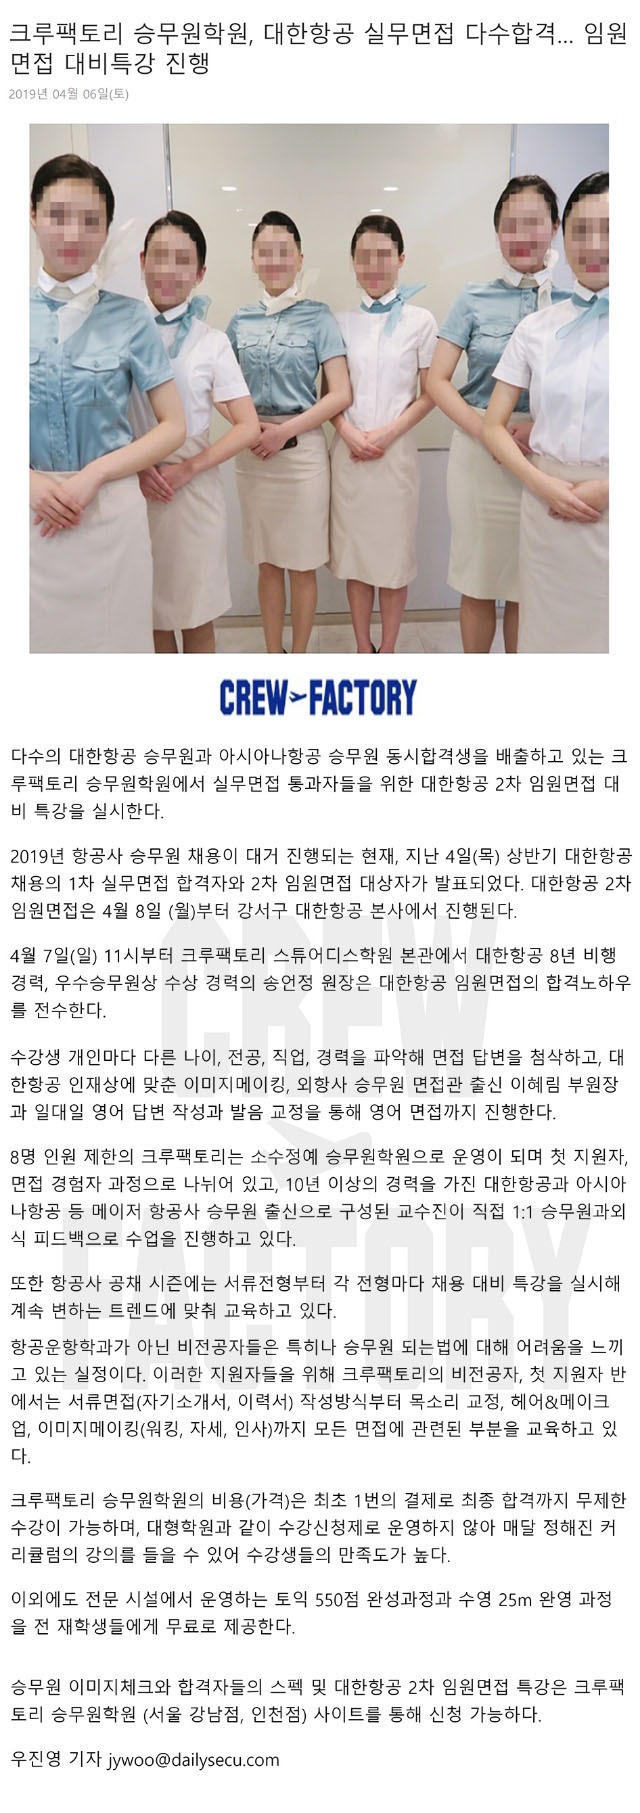 크루팩토리 승무원학원, 대한항공 실무면접 다수합격... 임원
면접 대비특강 진행
2019년 04월 06일(토)
CREW FACTORY
다수의 대한항공 승무원과 아시아나항공 승무원 동시합격생을 배출하고 있는 크
루팩토리 승무원학원에서 실무면접 통과자들을 위한 대한항공 2차 임원면접 대
비 특강을 실시한다.
2019년 항공사 승무원 채용이 대거 진행되는 현재, 지난 4일(목) 상반기 대한항공
채용의 1차 실무면접 합격자와 2차 임원면접 대상자가 발표되었다. 대한항공 2차
임원면접은 4월 8일 (월)부터 강서구 대한항공 본사에서 진행된다.
4월 7일(일) 11시부터 크루팩토리 스튜어디스학원 본관에서 대한항공 8년 비행
경력, 우수승무원상 수상 경력의 송언정 원장은 대한항공 임원면접의 합격노하우
를 전수한다.
수강생 개인마다 다른 나이, 전공, 직업, 경력을 파악해 면접 답변을 첨삭하고, 대
한항공 인재상에 맞춘 이미지메이킹, 외항사 승무원 면접관 출신 이혜림 부원장
과 일대일 영어 답변 작성과 발음 교정을 통해 영어 면접까지 진행한다.
8명 인원 제한의 크루팩토리는 소수정예 승무원학원으로 운영이 되며 첫 지원자,
면접 경험자 과정으로 나뉘어 있고, 10년 이상의 경력을 가진 대한항공과 아시아
나항공 등 메이저 항공사 승무원 출신으로 구성된 교수진이 직접 1:1 승무원과외
식 피드백으로 수업을 진행하고 있다.
또한 항공사 공채 시즌에는 서류전형부터 각 전형마다 채용 대비 특강을 실시해
계속 변하는 트렌드에 맞춰 교육하고 있다.
항공운항학과가 아닌 비전공자들은 특히나 승무원 되는법에 대해 어려움을 느끼
고 있는 실정이다. 이러한 지원자들을 위해 크루팩토리의 비전공자, 첫 지원자 반
에서는 서류면접(자기소개서, 이력서) 작성방식부터 목소리 교정, 헤어&메이크
업, 이미지메이킹(워킹, 자세, 인사)까지 모든 면접에 관련된 부분을 교육하고 있
다.
크루팩토리 승무원학원의 비용(가격)은 최초 1번의 결제로 최종 합격까지 무제한
수강이 가능하며, 대형학원과 같이 수강신청제로 운영하지 않아 매달 정해진 커
리큘럼의 강의를 들을 수 있어 수강생들의 만족도가 높다.
이외에도 전문 시설에서 운영하는 토익 550점 완성과정과 수영 25m 완영 과정
을 전 재학생들에게 무료로 제공한다.
승무원 이미지체크와 합격자들의 스펙 및 대한항공 2차 임원면접 특강은 크루팩
토리 승무원학원 (서울 강남점, 인천점) 사이트를 통해 신청 가능하다.
우진영 기자 jywoo@dailysecu.com
CREW
FACTORY